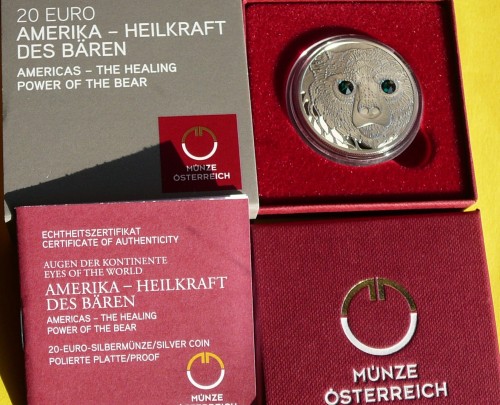 20 EURO
AMERIKA – HEILKRAFT
DES BÄREN
AMERICAS – THE HEALING
POWER OF THE BEAR
MÜNZE
ÖSTERREICH
ECHTHEITSZERTIFIKAT
CERTIFICATE OF AUTHENTICITY
AUGEN DER KONTINENTE
EYES OF THE WORLD
AMERIKA – HEILKRAFT
DES BÄREN
AMERICAS – THE HEALING
POWER OF THE BEAR
20-EURO-SILBERMÜNZE/SILVER COIN
POLIERTE PLATTE/PROOF
MÜNZE
ÖSTERREICH
MÜNZE
ÖSTERREICH